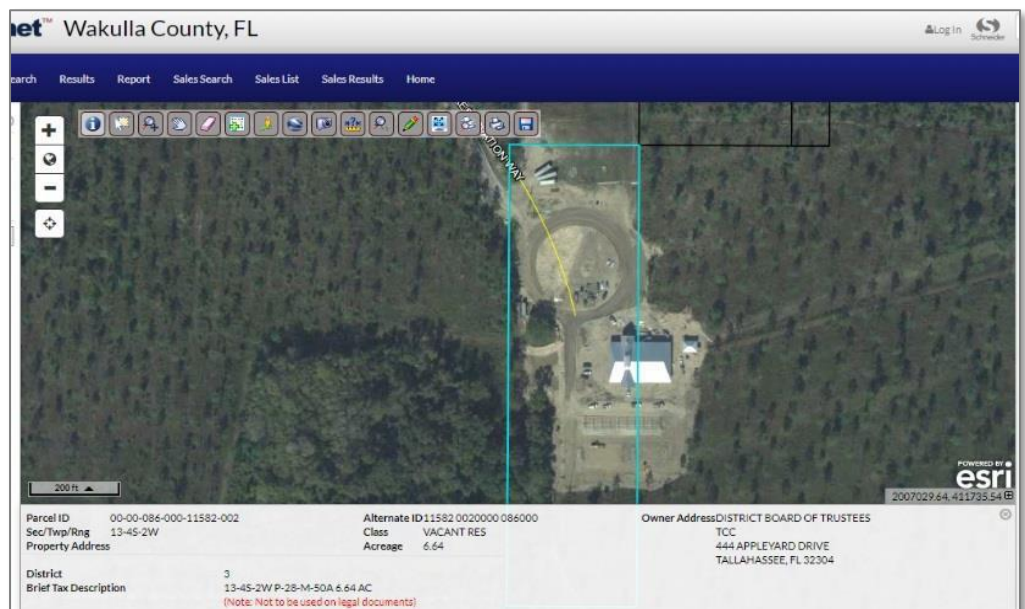 net™ Wakulla County, FL
Log In
Schneider
earch Results Report Sales Search Sales List Sales Results Home
ATION WAY
200 ft
POWERED BY
esri
2007029.64, 411735.54
Parcel ID 00-00-086-000-11582-002 Alternate ID 11582 0020000 086000 Owner Address DISTRICT BOARD OF TRUSTEES
Sec/Twp/Rng 13-4S-2W Class VACANT RES TCC
Property Address Acreage 6.64 444 APPLEYARD DRIVE
TALLAHASSEE, FL 32304
District 3
Brief Tax Description 13-4S-2W P-28-M-50A 6.64 AC
(Note: Not to be used on legal documents)